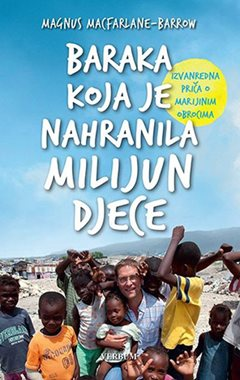 MAGNUS MACFARLANE-BARROW
BARAKA
KOJA JE
NAHRANILA
MILIJUN
DJECE
IZVANREDNA
PRIČA O
MARIJINIM
OBROCIMA
VERBUM